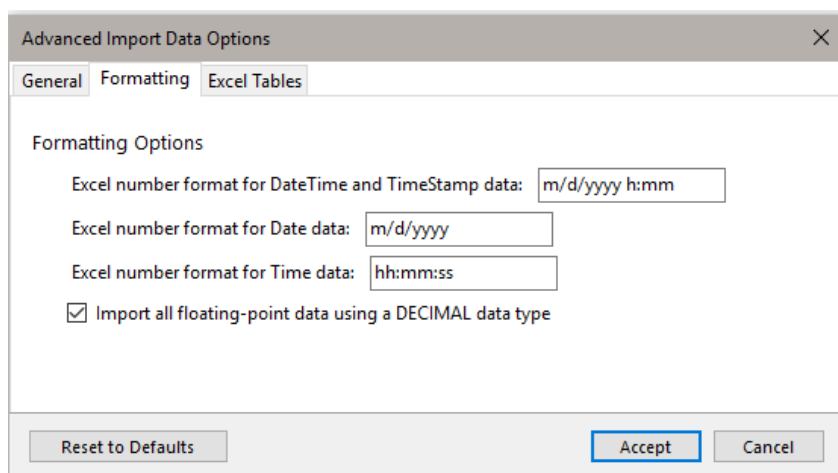 Advanced Import Data Options
General Formatting Excel Tables
Formatting Options
Excel number format for DateTime and TimeStamp data: m/d/yyyy h:mm
Excel number format for Date data: m/d/yyyy
Excel number format for Time data: hh:mm:ss
Import all floating-point data using a DECIMAL data type
Reset to Defaults Accept Cancel